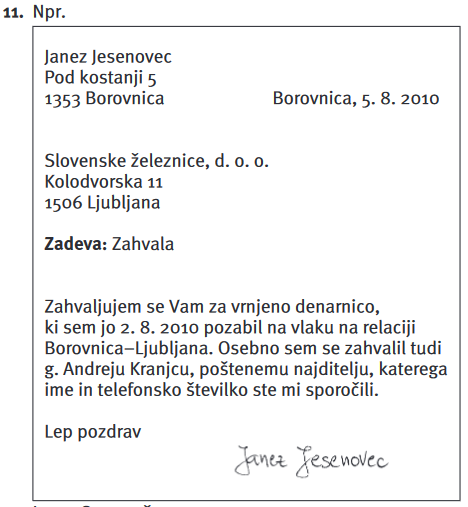 11. Npr.
Janez Jesenovec
Pod kostanji 5
1353 Borovnica Borovnica, 5. 8. 2010
Slovenske železnice, d. o. o.
Kolodvorska 11
1506 Ljubljana
Zadeva: Zahvala
Zahvaljujem se Vam za vrnjeno denarnico,
ki sem jo 2. 8. 2010 pozabil na vlaku na relaciji
Borovnica–Ljubljana. Osebno sem se zahvalil tudi
g. Andreju Kranjcu, poštenemu najditelju, katerega
ime in telefonsko številko ste mi sporočili.
Lep pozdrav
Janez Jesenovec